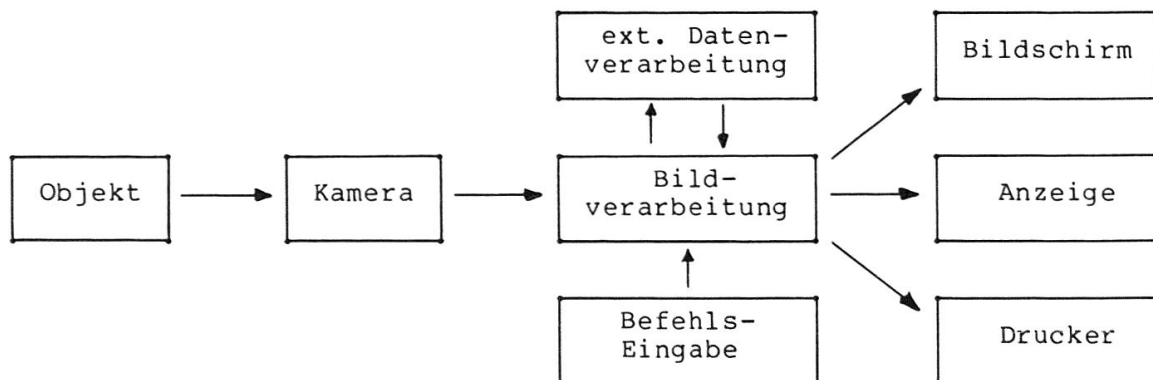 ext. Daten-
verarbeitung
Bildschirm
Objekt
Kamera
Bild-
verarbeitung
Anzeige
Befehls-
Eingabe
Drucker